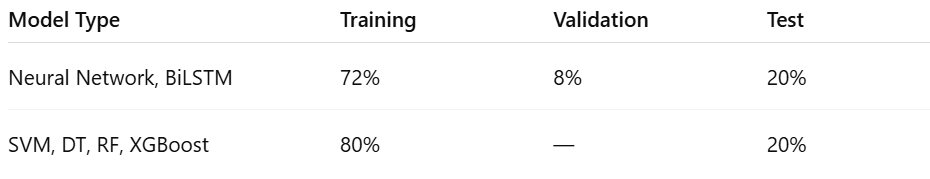 Model Type Training Validation Test
Neural Network, BiLSTM 72% 8% 20%
SVM, DT, RF, XGBoost 80% — 20%